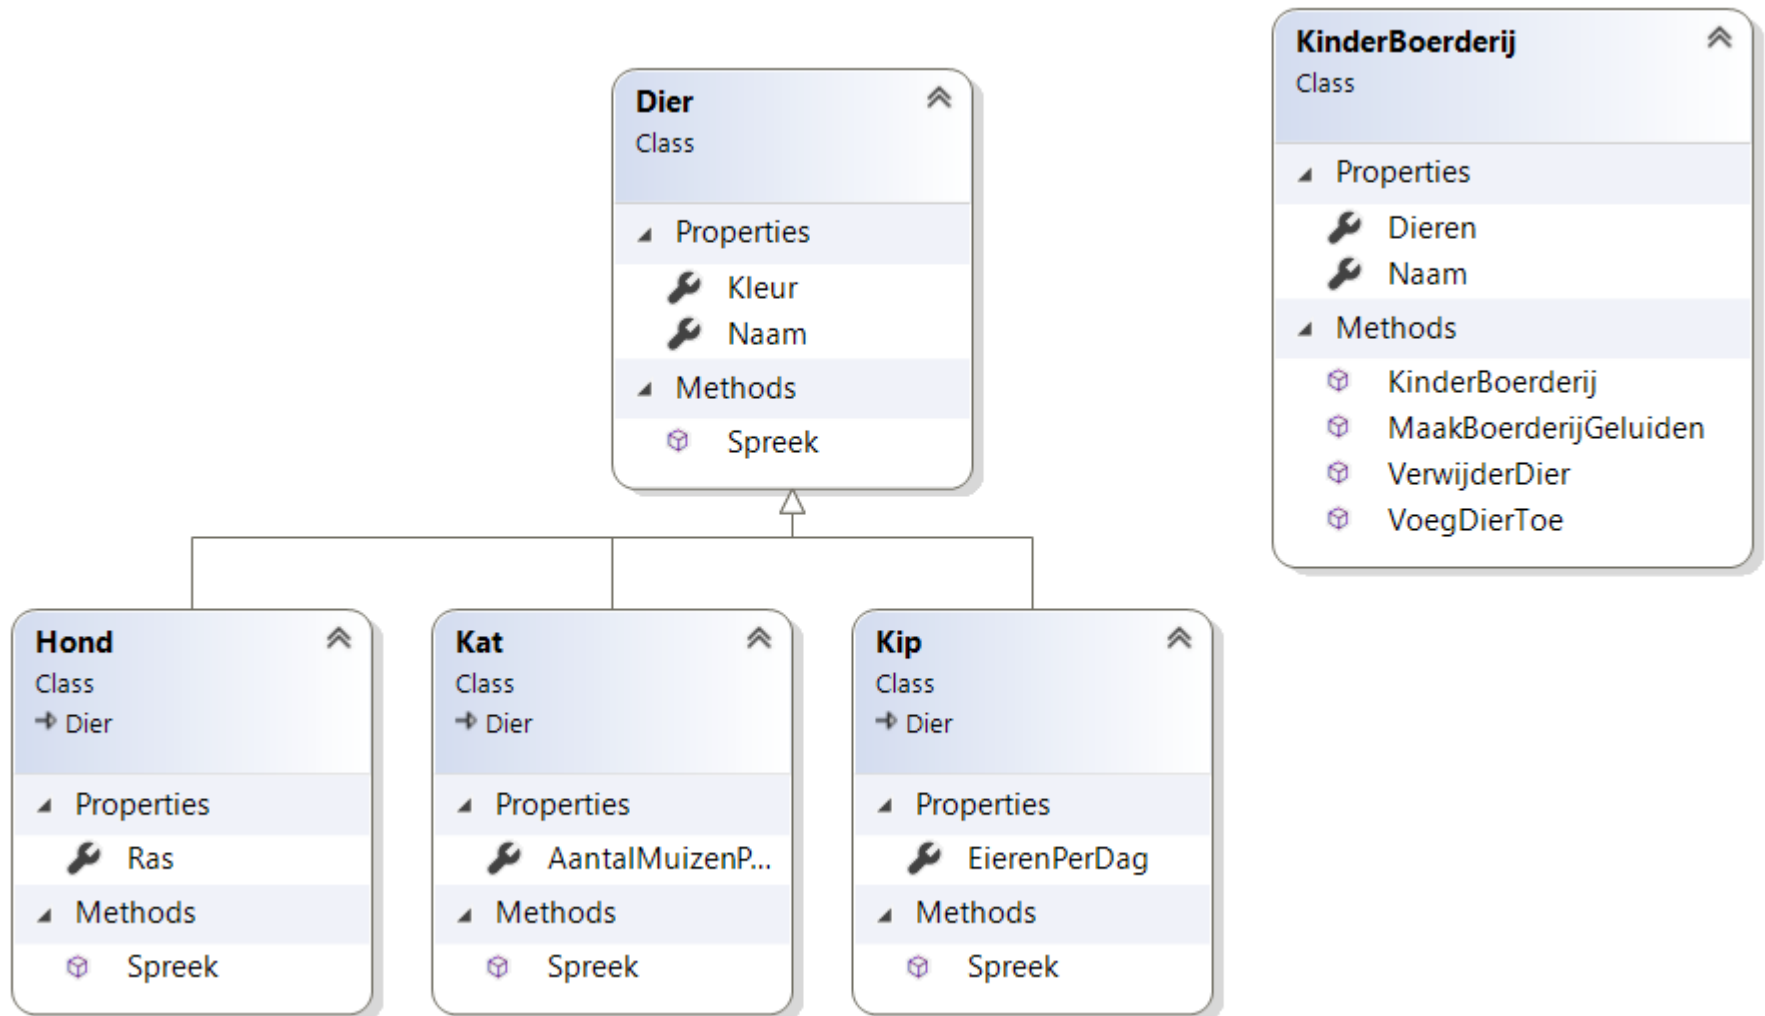 Dier
Class
Properties
Kleur
Naam
Methods
Spreek
KinderBoerderij
Class
Properties
Dieren
Naam
Methods
KinderBoerderij
MaakBoerderijGeluiden
VerwijderDier
VoegDierToe
Hond
Class
Dier
Properties
Ras
Methods
Spreek
Kat
Class
Dier
Properties
AantalMuizenP...
Methods
Spreek
Kip
Class
Dier
Properties
EierenPerDag
Methods
Spreek